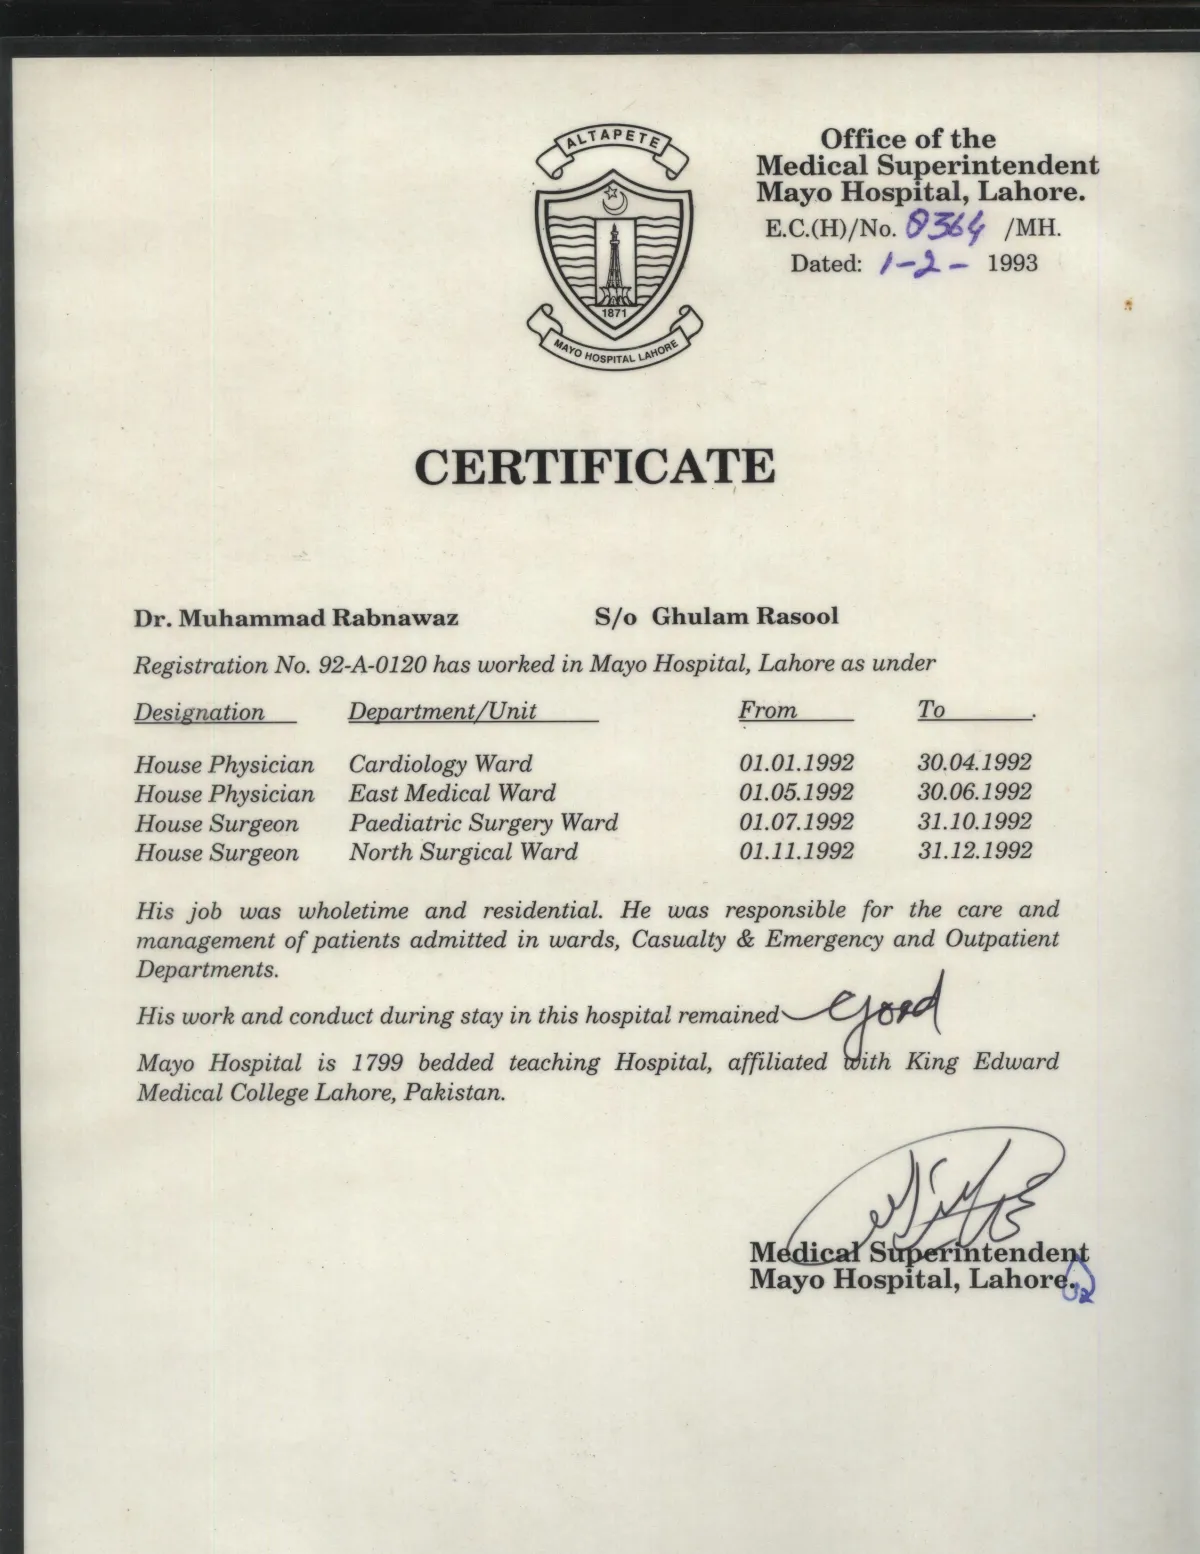 ALTAPETE
1871
MAYO HOSPITAL LAHORE
Office of the
Medical Superintendent
Mayo Hospital, Lahore.
E.C.(H)/No. 0364 /MH.
Dated: 1-2- 1993
CERTIFICATE
Dr. Muhammad Rabnawaz S/o Ghulam Rasool
Registration No. 92-A-0120 has worked in Mayo Hospital, Lahore as under
Designation Department/Unit From To .
House Physician Cardiology Ward 01.01.1992 30.04.1992
House Physician East Medical Ward 01.05.1992 30.06.1992
House Surgeon Paediatric Surgery Ward 01.07.1992 31.10.1992
House Surgeon North Surgical Ward 01.11.1992 31.12.1992
His job was wholetime and residential. He was responsible for the care and
management of patients admitted in wards, Casualty & Emergency and Outpatient
Departments.
His work and conduct during stay in this hospital remained Good
Mayo Hospital is 1799 bedded teaching Hospital, affiliated with King Edward
Medical College Lahore, Pakistan.
Medical Superintendent
Mayo Hospital, Lahore.